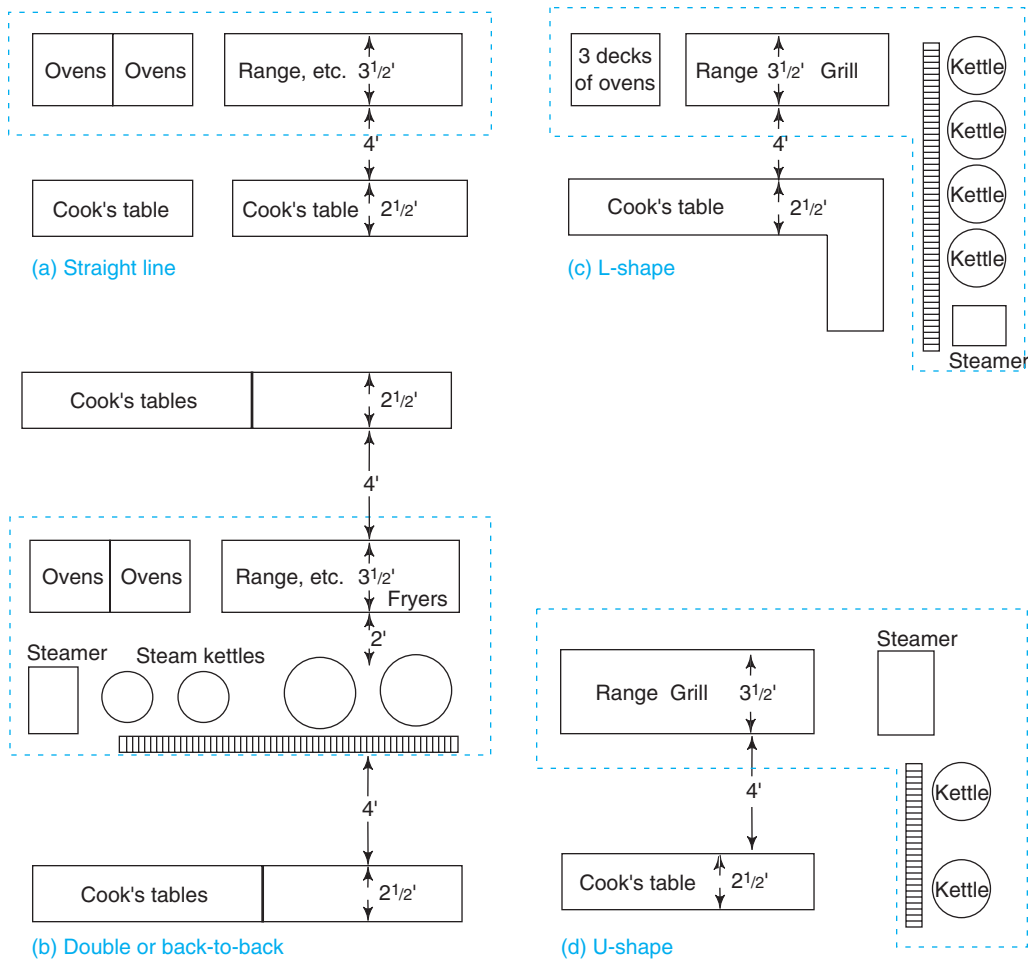 Ovens Ovens
Range, etc. 3 1/2'
4'
Cook's table
Cook's table 2 1/2'
(a) Straight line
3 decks
of ovens
Range 3 1/2' Grill
4'
Cook's table 2 1/2'
Kettle
Kettle
Kettle
Kettle
Steamer
(c) L-shape
Cook's tables 2 1/2'
4'
Ovens Ovens
Range, etc. 3 1/2'
Fryers
2'
Steamer Steam kettles
4'
Cook's tables 2 1/2'
(b) Double or back-to-back
Steamer
Range Grill 3 1/2'
4'
Kettle
Cook's table 2 1/2'
Kettle
(d) U-shape